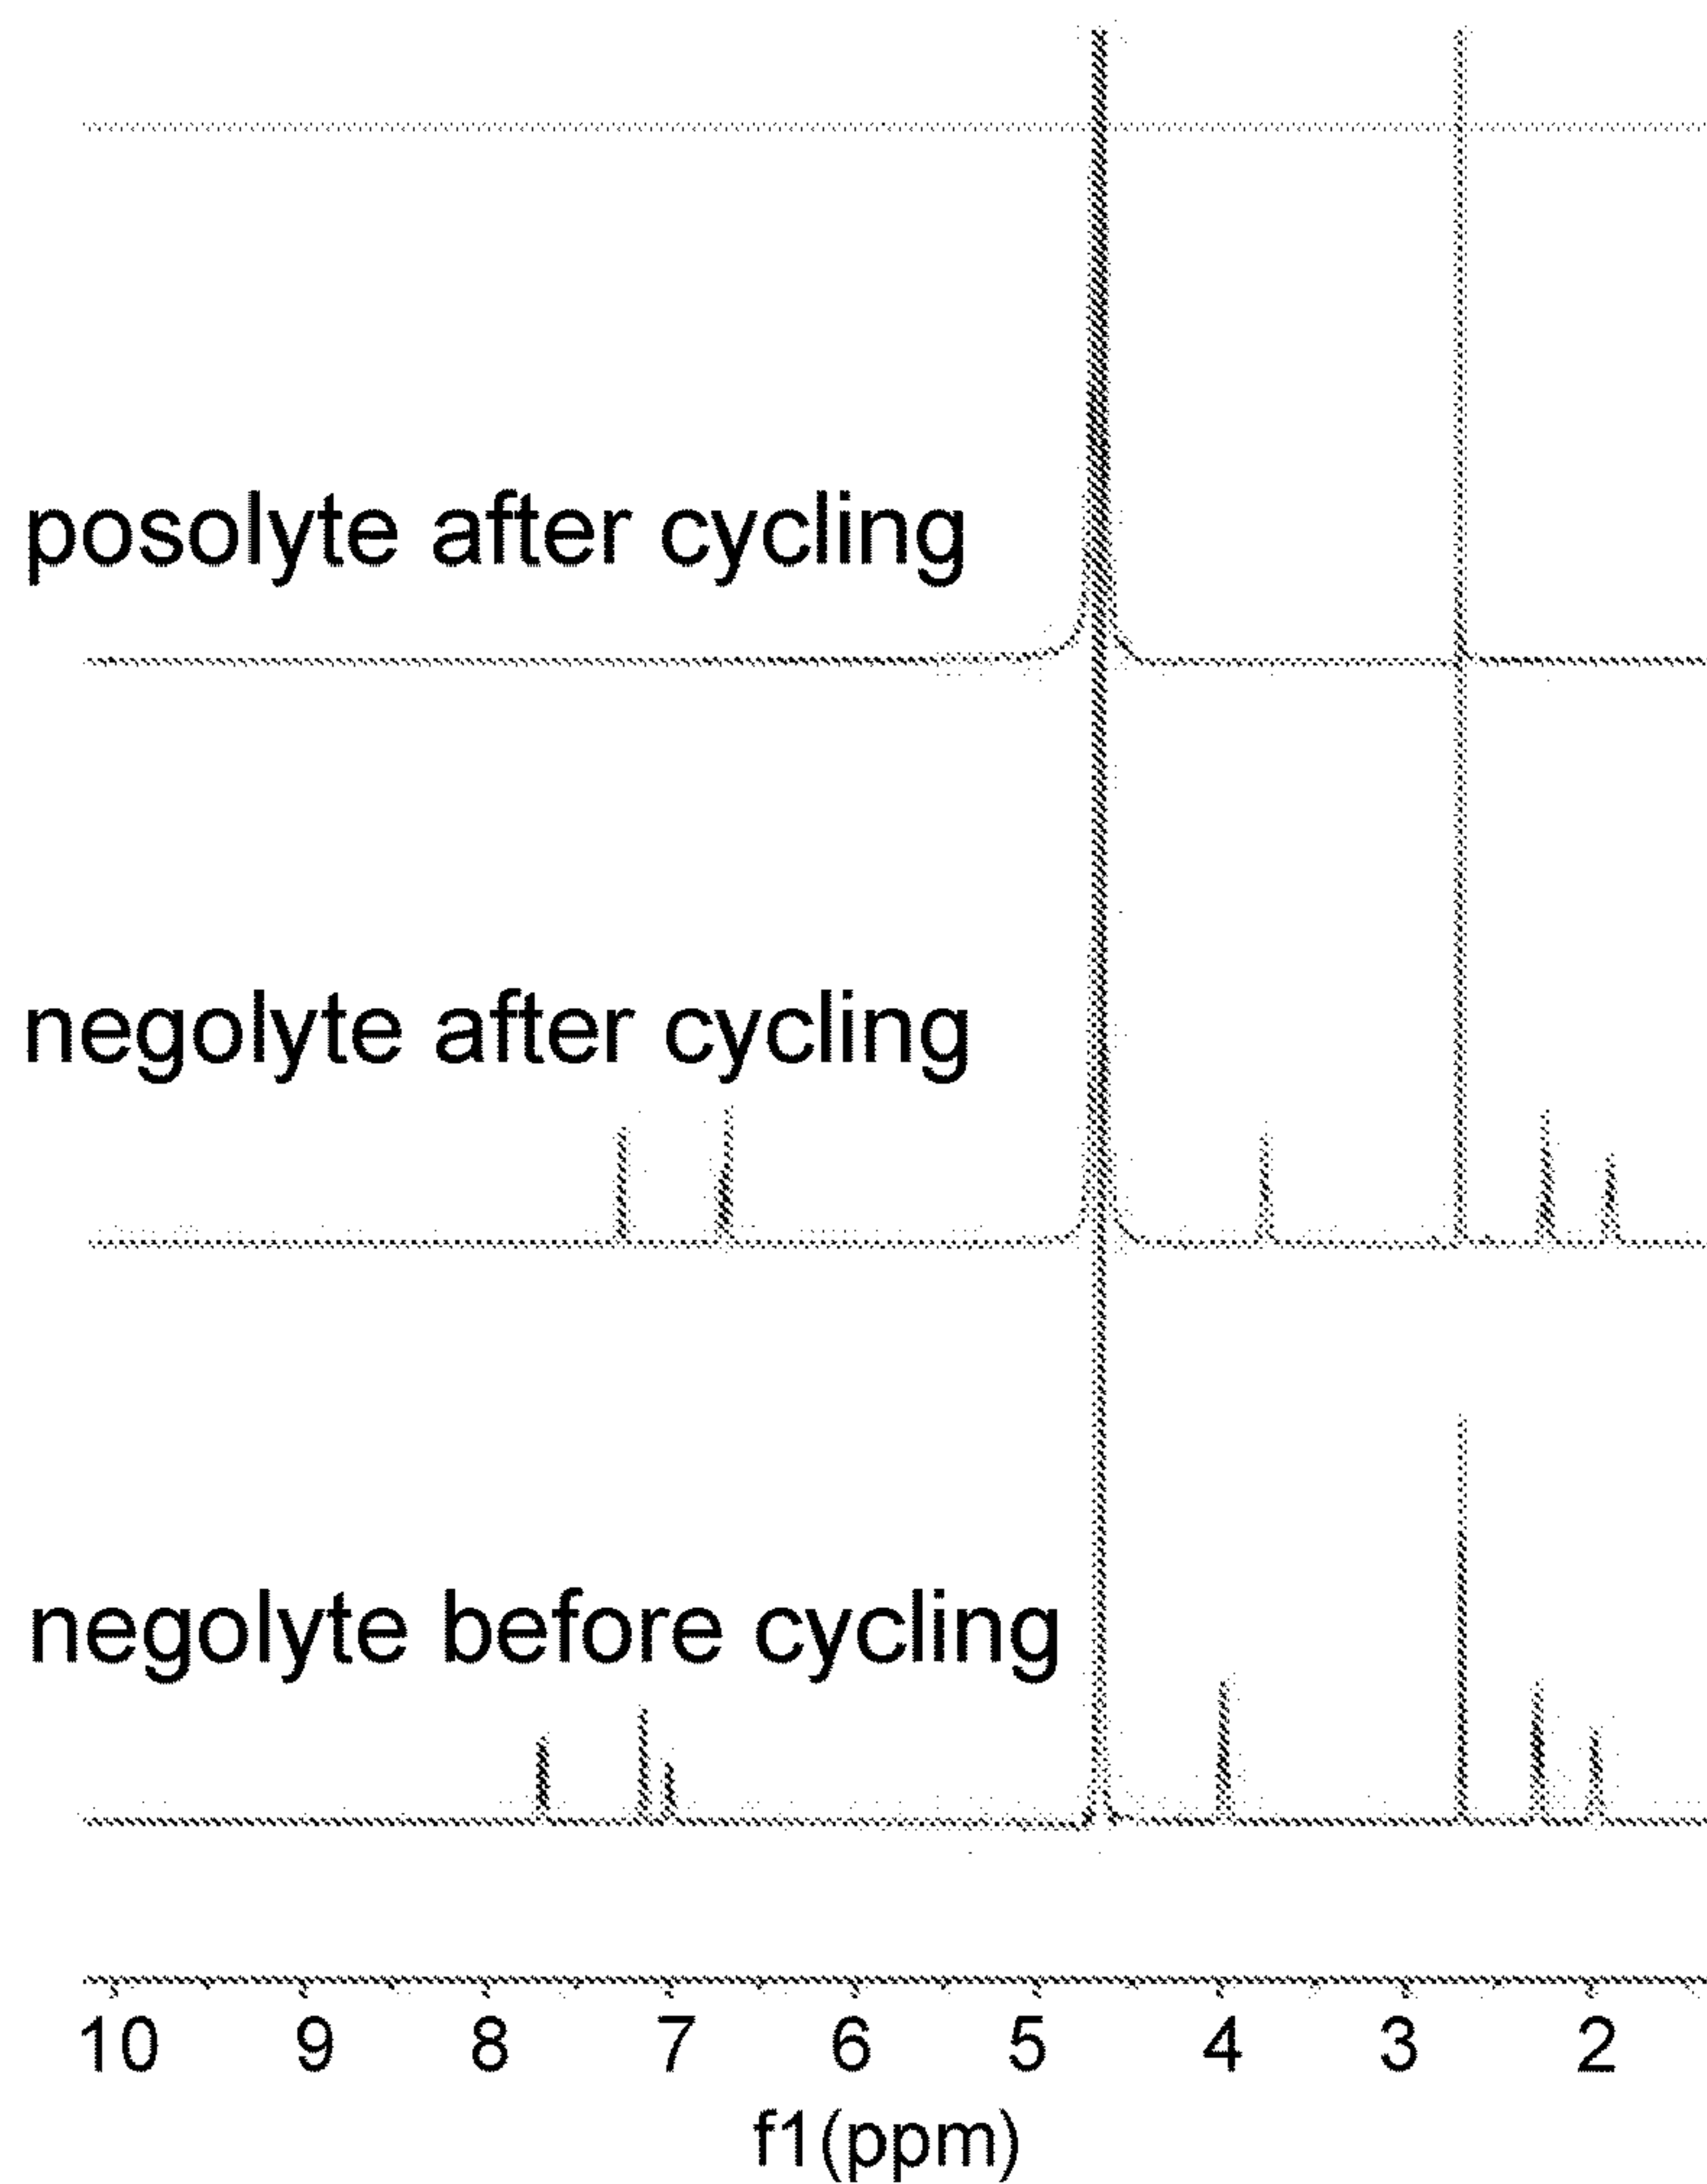 posolyte after cycling
negolyte after cycling
negolyte before cycling
10 9 8 7 6 5 4 3 2
f1(ppm)